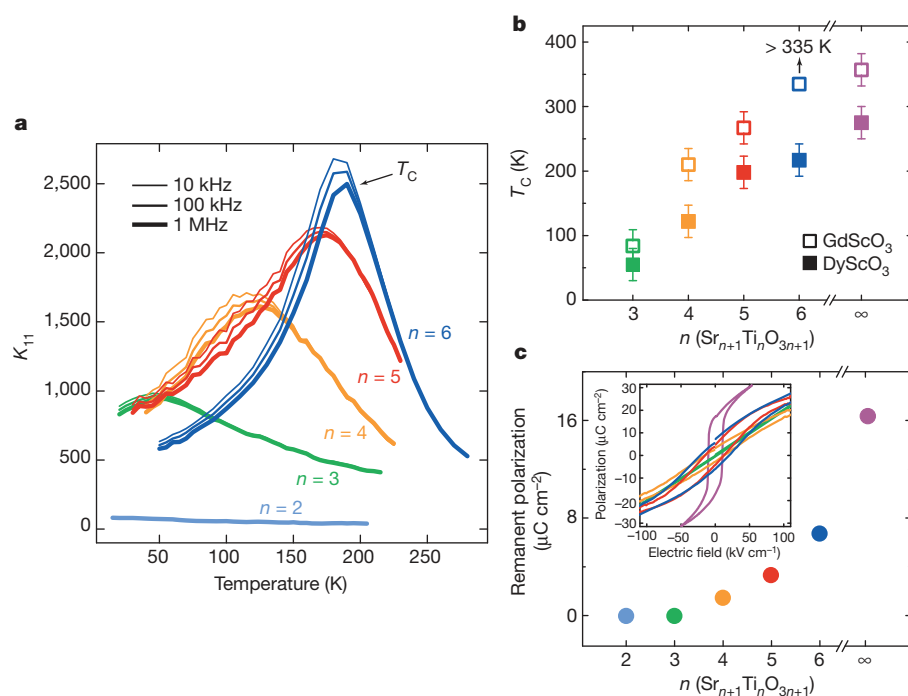 a
10 kHz
100 kHz
1 MHz
T_C
2,500
2,000
1,500
1,000
500
0
K₁₁
n = 6
n = 5
n = 4
n = 3
n = 2
50
100
150
200
250
Temperature (K)
b
400
300
200
100
0
T_C (K)
> 335 K
GdScO₃
DyScO₃
3
4
5
6
∞
n (Srₙ₊₁TiₙO₃ₙ₊₁)
c
16
8
0
Remanent polarization
(μC cm⁻²)
30
20
10
0
–10
–20
–30
Polarization (μC cm⁻²)
–100
–50
0
50
100
Electric field (kV cm⁻¹)
2
3
4
5
6
∞
n (Srₙ₊₁TiₙO₃ₙ₊₁)